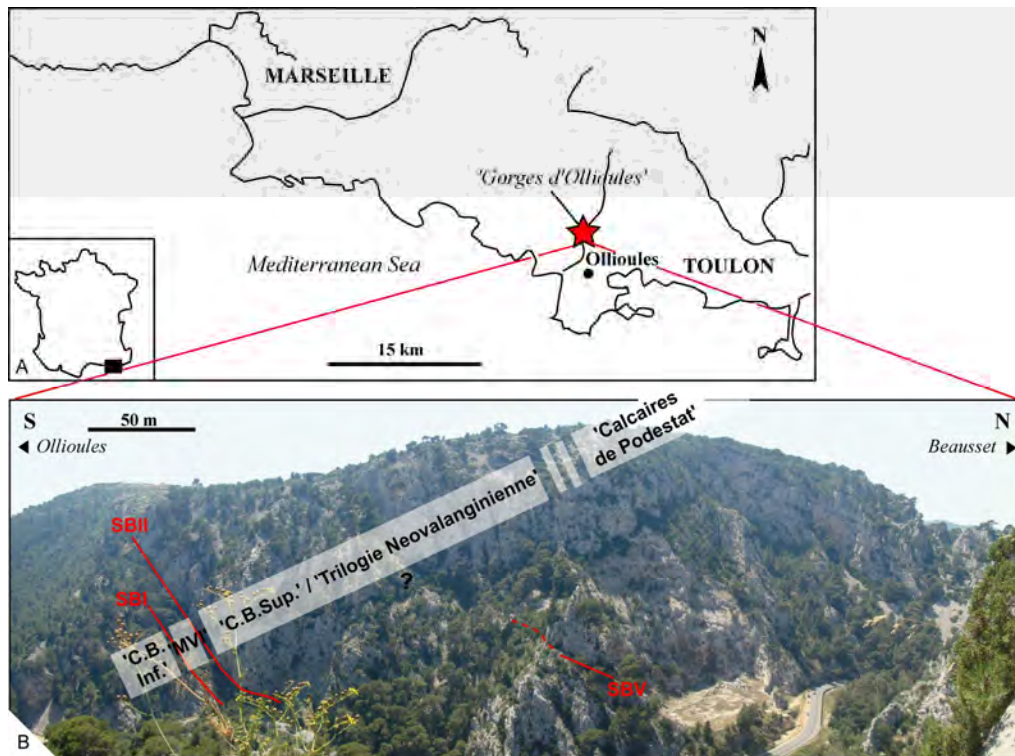 N
MARSEILLE
'Gorges d'Ollioules'
Mediterranean Sea
Ollioules
TOULON
15 km
A
S
50 m
N
Ollioules
Beausset
'Calcaires
de Podestat'
'C.B.Sup.' / 'Trilogie Neovalanginienne'
?
SBII
SBI
'MVI'
'C.B.
Inf.'
SBV
B